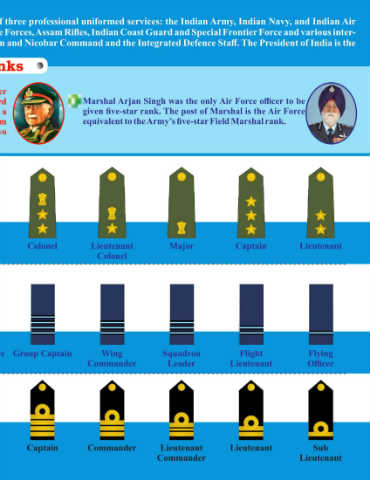 f three professional uniformed services: the Indian Army, Indian Navy, and Indian Air
Forces, Assam Rifles, Indian Coast Guard and Special Frontier Force and various inter-
and Nicobar Command and the Integrated Defence Staff. The President of India is the
nks
er
rd
a
m
Marshal Arjan Singh was the only Air Force officer to be
given five-star rank. The post of Marshal is the Air Force
equivalent to the Army's five-star Field Marshal rank.
Colonel Lieutenant Colonel Major Captain Lieutenant
e Group Captain Wing Commander Squadron Leader Flight Lieutenant Flying Officer
Captain Commander Lieutenant Commander Lieutenant Sub Lieutenant